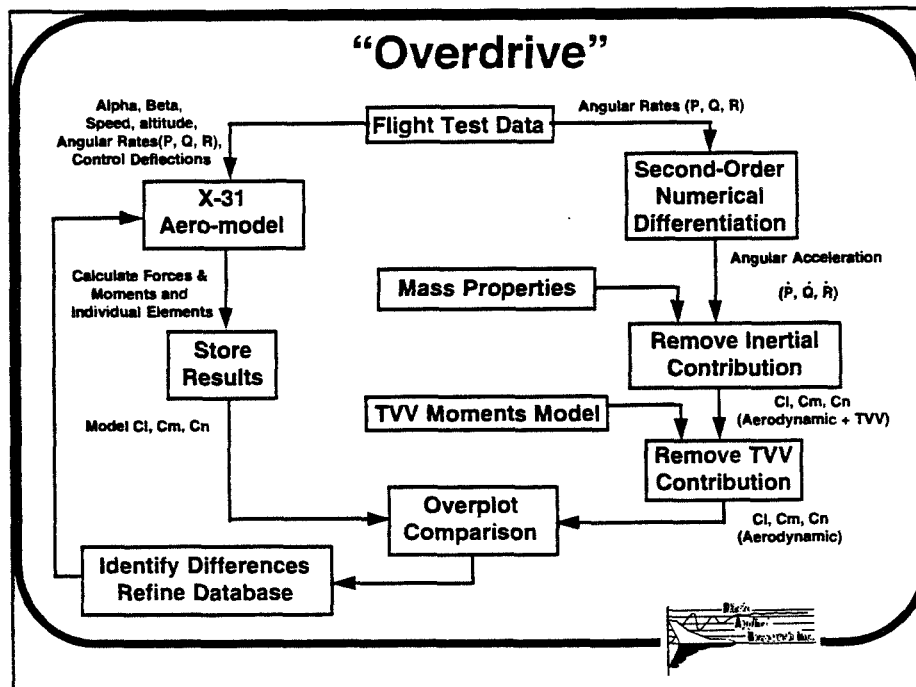 “Overdrive”
Alpha, Beta,
Speed, altitude,
Angular Rates(P, Q, R),
Control Deflections
Flight Test Data
Angular Rates (P, Q, R)
X-31
Aero-model
Second-Order
Numerical
Differentiation
Calculate Forces &
Moments and
Individual Elements
Angular Acceleration
(Ṗ, Q̇, Ṙ)
Mass Properties
Store
Results
Remove Inertial
Contribution
Model Cl, Cm, Cn
TVV Moments Model
Cl, Cm, Cn
(Aerodynamic + TVV)
Remove TVV
Contribution
Overplot
Comparison
Cl, Cm, Cn
(Aerodynamic)
Identify Differences
Refine Database